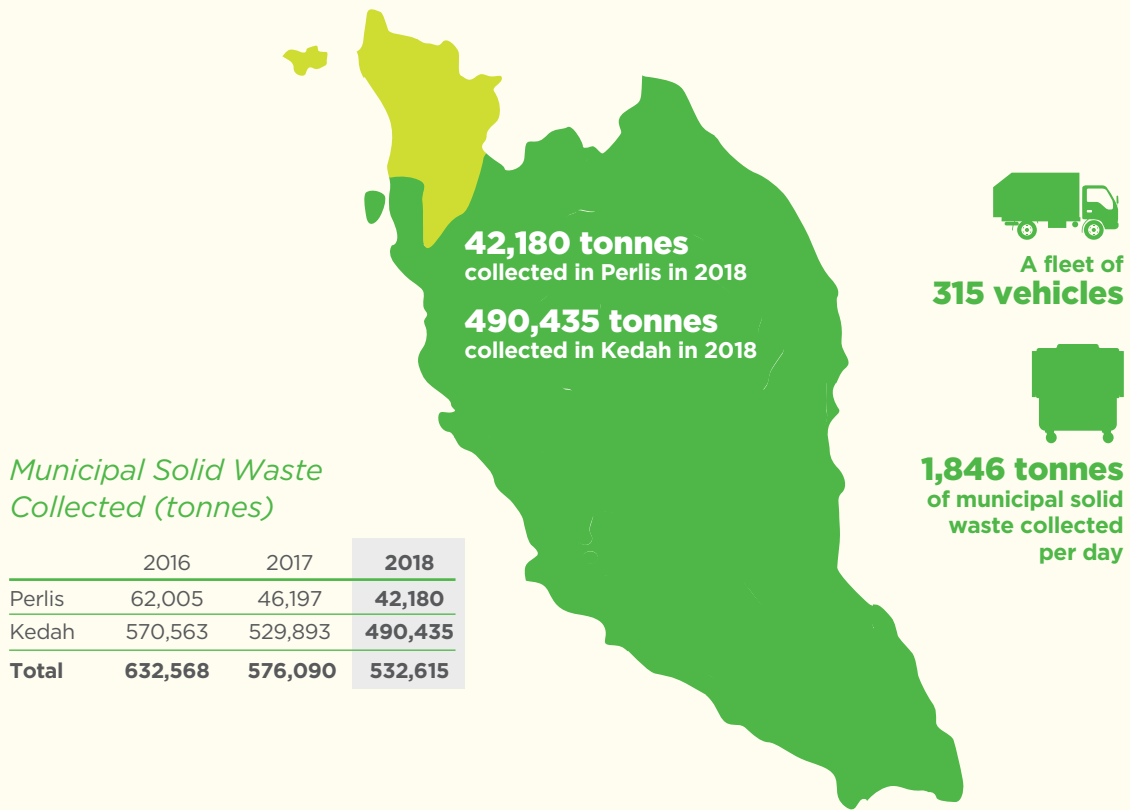 42,180 tonnes
collected in Perlis in 2018
490,435 tonnes
collected in Kedah in 2018
A fleet of
315 vehicles
1,846 tonnes
of municipal solid
waste collected
per day
Municipal Solid Waste
Collected (tonnes)
2016 2017 2018
Perlis 62,005 46,197 42,180
Kedah 570,563 529,893 490,435
Total 632,568 576,090 532,615